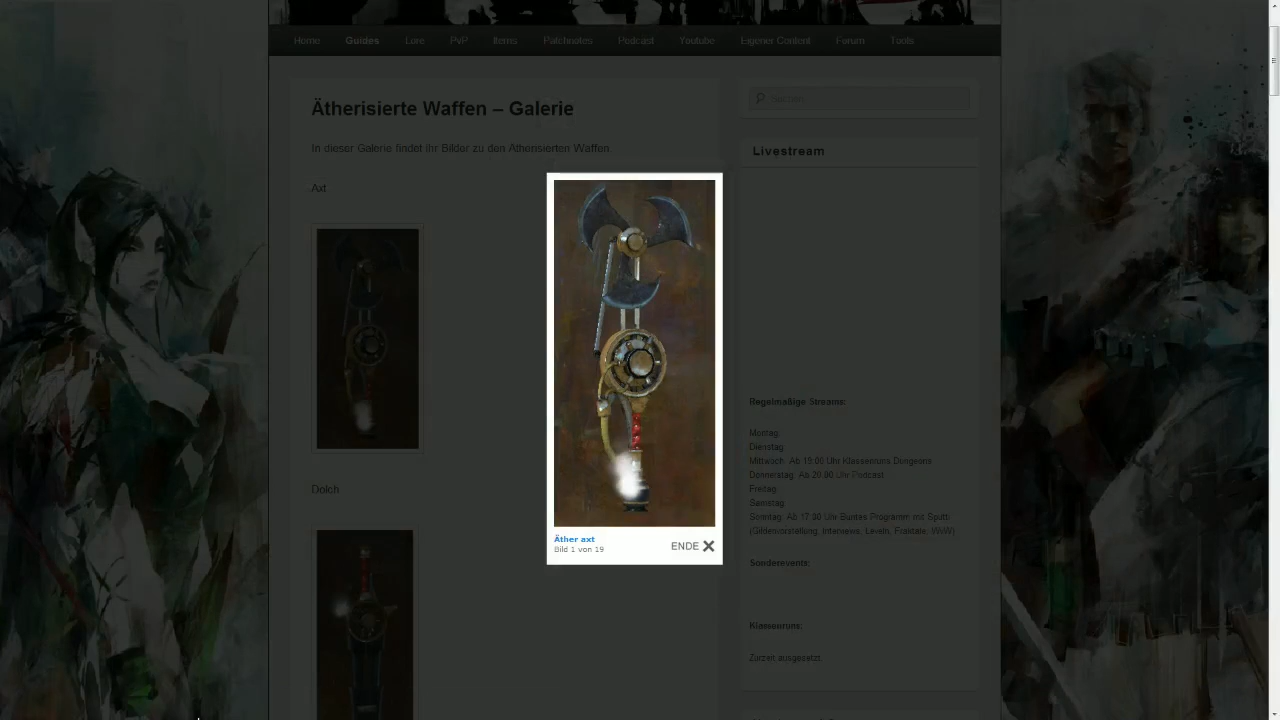 Home Guides Lore PvP Items Patchnotes Podcast Youtube Eigener Content Forum Tools
Ätherisierte Waffen – Galerie
In dieser Galerie findet ihr Bilder zu den Ätherisierten Waffen.
Axt
Dolch
Äther axt
Bild 1 von 19
ENDE
Suchen
Livestream
Regelmäßige Streams:
Montag:
Dienstag:
Mittwoch: Ab 19:00 Uhr Klassenruns Dungeons
Donnerstag: Ab 20:00 Uhr Podcast
Freitag:
Samstag:
Sonntag: Ab 17:30 Uhr Buntes Programm mit Sputti
(Gildenvorstellung, Interviews, Leveln, Fraktale, WvW)
Sonderevents:
Klassenruns:
Zurzeit ausgesetzt.